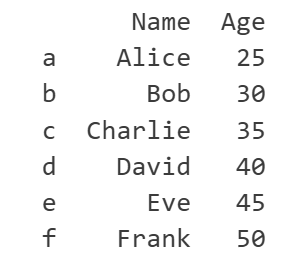 Name Age
a Alice 25
b Bob 30
c Charlie 35
d David 40
e Eve 45
f Frank 50